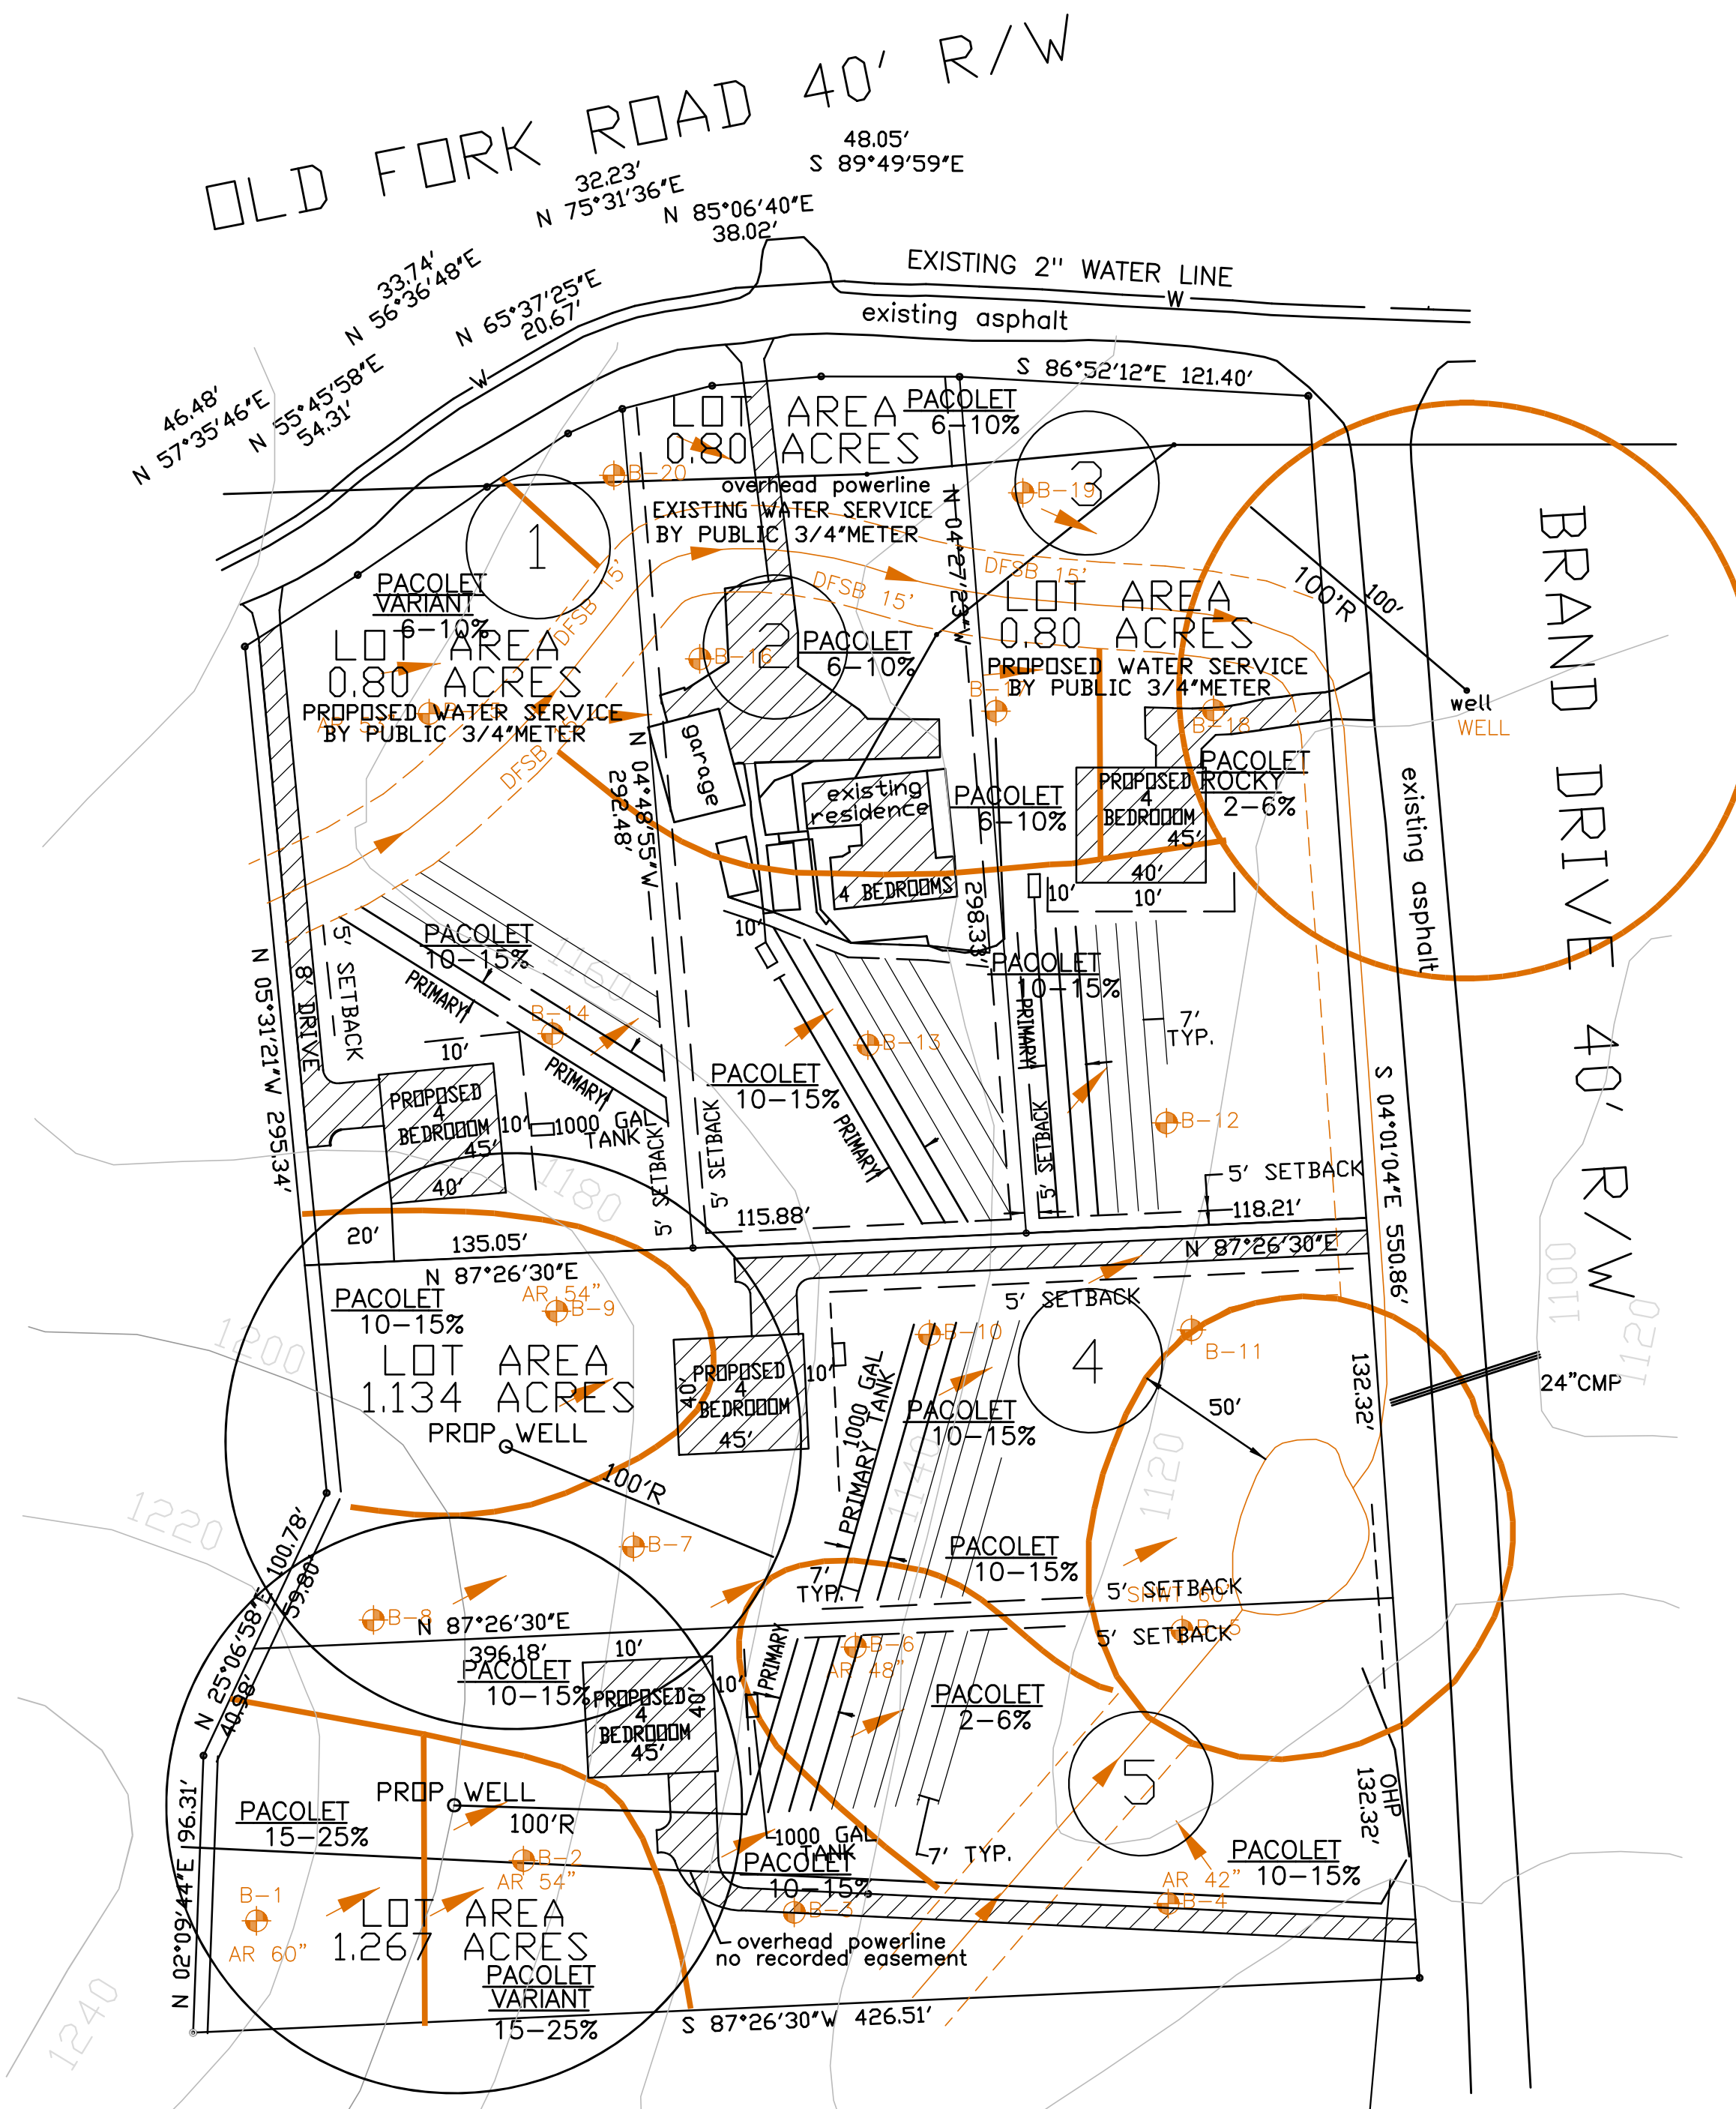 OLD FORK ROAD 40' R/W
48.05'
S 89°49'59"E
32.23'
N 75°31'36"E
N 85°06'40"E
38.02'
33.74'
N 56°36'48"E
N 65°37'25"E
20.67'
46.48'
N 57°35'46"E
N 55°45'58"E
54.31'
EXISTING 2" WATER LINE
W
W
existing asphalt
S 86°52'12"E 121.40'
LOT AREA
0.80 ACRES
PACOLET
6-10%
B-20
overhead powerline
EXISTING WATER SERVICE
BY PUBLIC 3/4"METER
B-19
3
1
N 04°27'23"W
298.33'
DFSB 15'
DFSB 15'
DFSB 15'
DFSB 15'
100'R
100'
BRAND DRIVE 40' R/W
PACOLET
VARIANT
6-10%
LOT AREA
0.80 ACRES
PROPOSED WATER SERVICE
BY PUBLIC 3/4"METER
B-15
2
B-16
PACOLET
6-10%
LOT AREA
0.80 ACRES
PROPOSED WATER SERVICE
BY PUBLIC 3/4"METER
B-18
well
WELL
garage
N 04°48'55"W
292.48'
existing
residence
4 BEDROOMS
PACOLET
6-10%
PROPOSED
4
BEDROOOM
45'
40'
PACOLET
ROCKY
2-6%
existing asphalt
10'
10'
10'
5' SETBACK
8' DRIVE
N 05°31'21"W 295.34'
PACOLET
10-15%
PRIMARY
1160
B-14
PRIMARY
10'
PROPOSED
4
BEDROOOM
45'
40'
10'
1000 GAL
TANK
B-13
PACOLET
10-15%
PRIMARY
PACOLET
10-15%
PRIMARY
7'
TYP.
B-12
5' SETBACK
5' SETBACK
5' SETBACK
5' SETBACK
S 04°01'04"E 550.86'
1180
20'
135.05'
N 87°26'30"E
115.88'
118.21'
N 87°26'30"E
5' SETBACK
1100
1120
AR 54"
B-9
PACOLET
10-15%
1200
LOT AREA
1.134 ACRES
PROP WELL
100'R
PROPOSED
4
BEDROOOM
40'
45'
10'
1000 GAL
TANK
PRIMARY
B-10
4
B-11
132.32'
24"CMP
50'
PACOLET
10-15%
1140
1120
1220
B-7
B-8
N 25°06'58"E 100.78'
59.80'
40.98'
N 87°26'30"E
396.18'
PACOLET
10-15%
7'
TYP.
PACOLET
10-15%
5' SETBACK
SHWT 60"
5' SETBACK
B-5
10'
PROPOSED
4
BEDROOOM
40'
45'
10'
PRIMARY
B-6
AR 48"
PACOLET
2-6%
5
OHP
132.32'
PROP WELL
100'R
PACOLET
15-25%
N 02°09'44"E 196.31'
1000 GAL
TANK
7' TYP.
PACOLET
10-15%
PACOLET
10-15%
B-2
AR 54"
B-1
AR 60"
AR 42"
B-4
B-3
LOT AREA
1.267 ACRES
overhead powerline
no recorded easement
PACOLET
VARIANT
15-25%
S 87°26'30"W 426.51'
1240